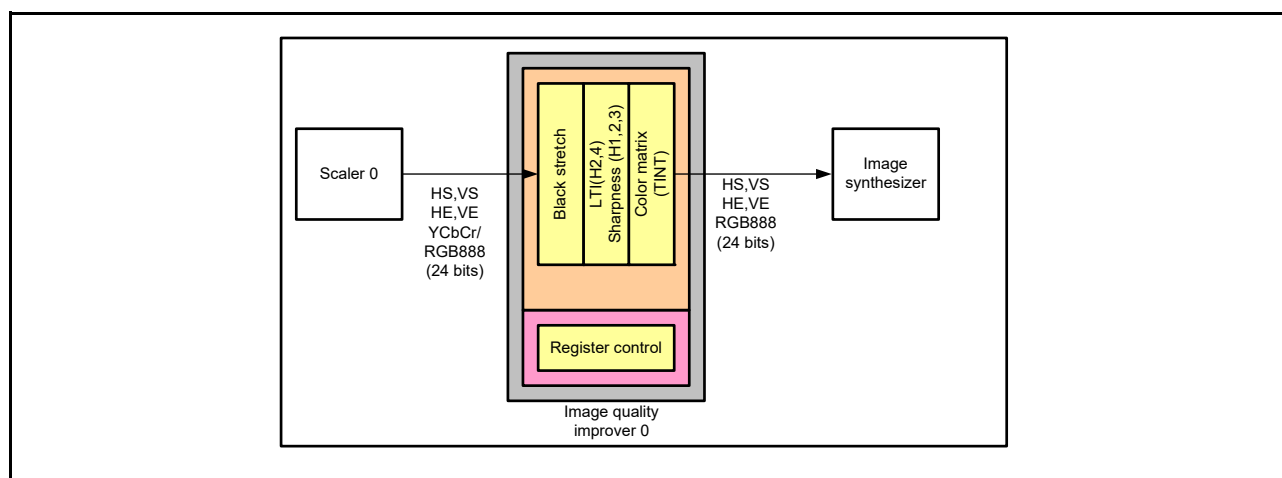 Scaler 0
HS,VS
HE,VE
YCbCr/
RGB888
(24 bits)
Black stretch
LTI(H2,4)
Sharpness (H1,2,3)
Color matrix
(TINT)
Register control
Image quality
improver 0
HS,VS
HE,VE
RGB888
(24 bits)
Image
synthesizer